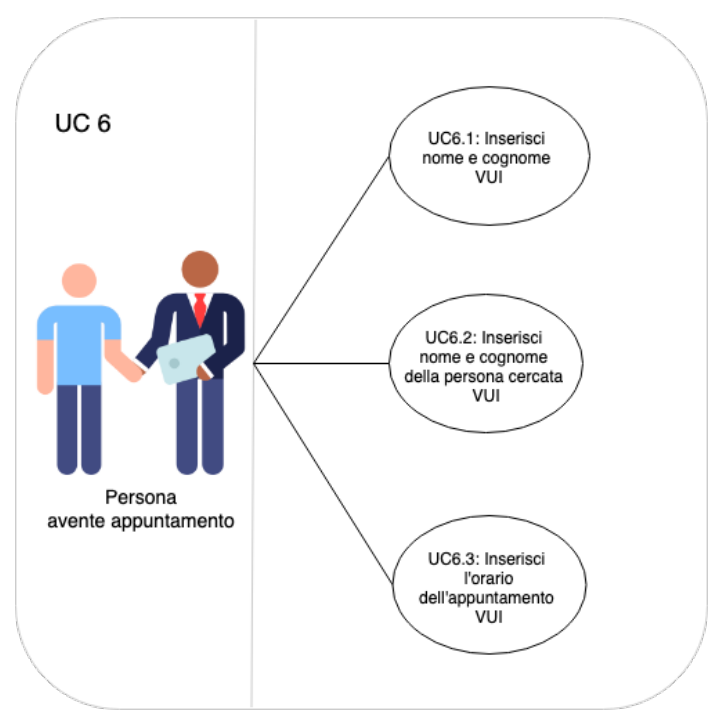 UC 6
UC6.1: Inserisci
nome e cognome
VUI
UC6.2: Inserisci
nome e cognome
della persona cercata
VUI
Persona
avente appuntamento
UC6.3: Inserisci
l'orario
dell'appuntamento
VUI